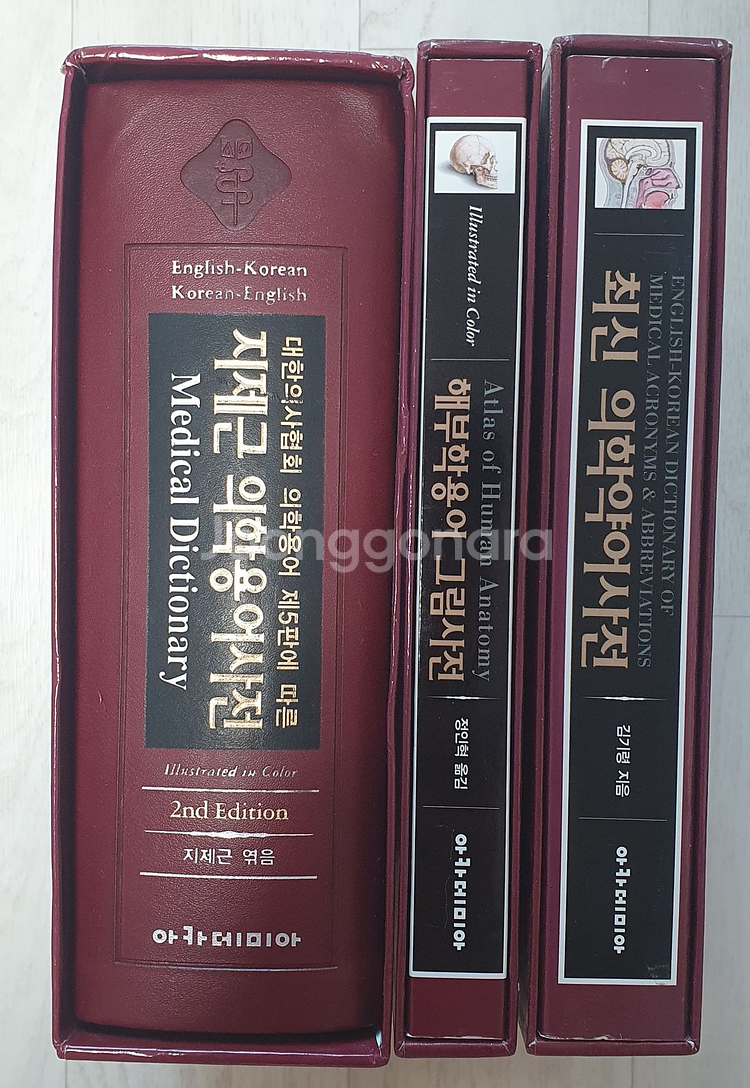 English-Korean
Korean-English
대한의사협회 의학용어 제5판에 따른
지제근 의학용어사전
Medical Dictionary
Illustrated in Color
2nd Edition
지제근 엮음
아카데미아
Illustrated in Color
Atlas of Human Anatomy
해부학용어 그림사전
정인혁 옮김
아카데미아
ENGLISH-KOREAN DICTIONARY OF
MEDICAL ACRONYMS & ABBREVIATIONS
최신 의학약어사전
김기령 지음
아카데미아
Joonggonara